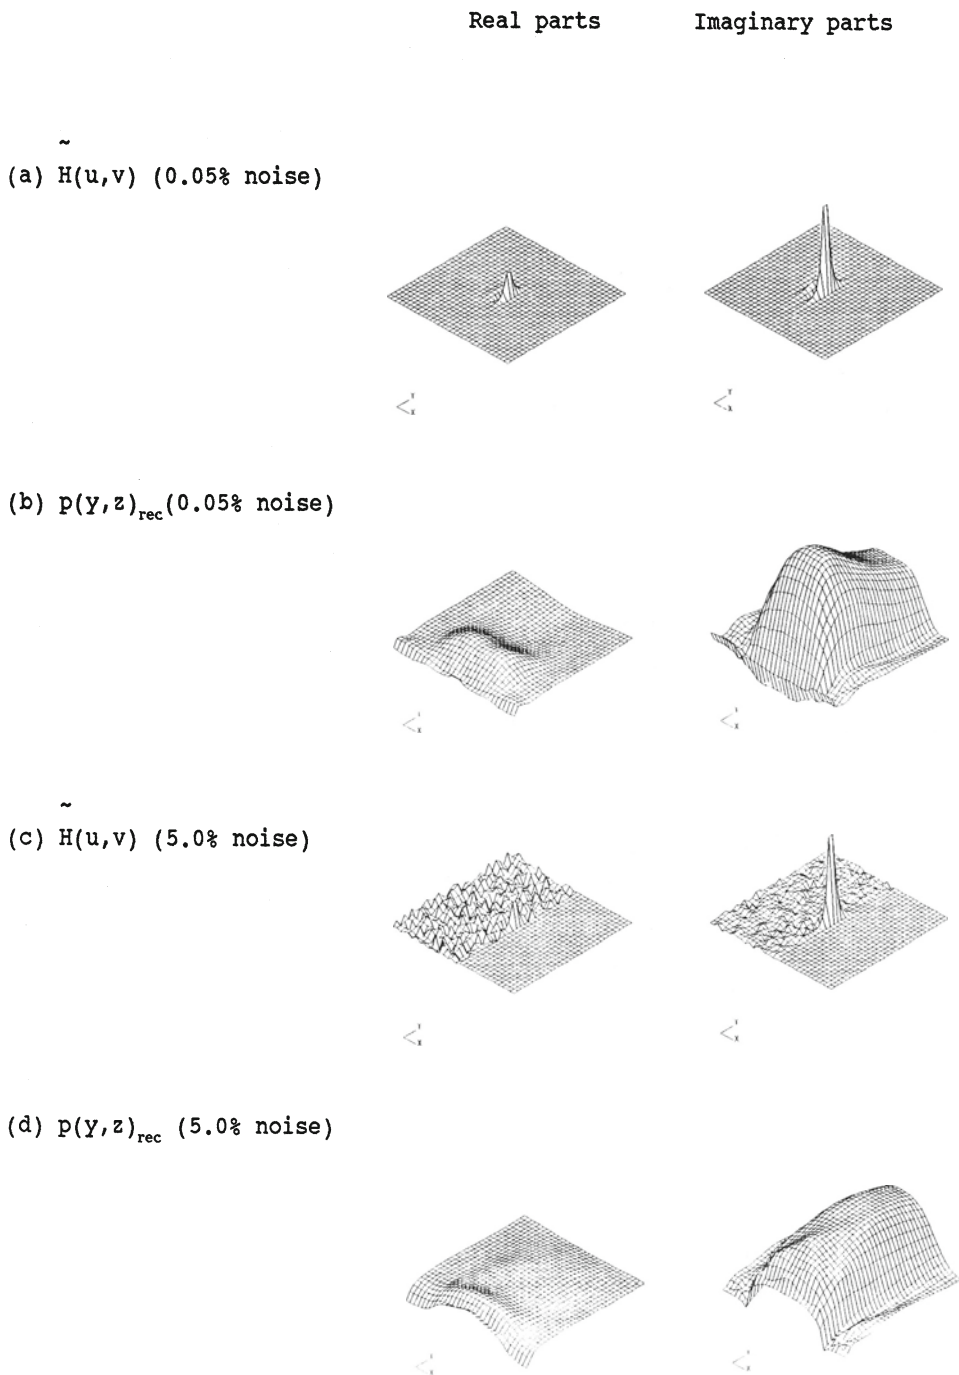 Real parts Imaginary parts
(a) H̃(u,v) (0.05% noise)
Y
X
Y
X
(b) p(y,z)rec(0.05% noise)
X
X
(c) H̃(u,v) (5.0% noise)
Y
X
Y
X
(d) p(y,z)rec (5.0% noise)
X
X